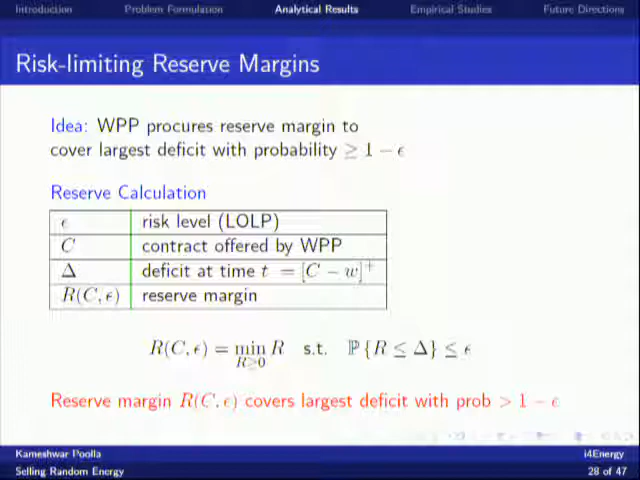 Introduction Problem Formulation Analytical Results Empirical Studies Future Directions
Risk-limiting Reserve Margins
Idea: WPP procures reserve margin to
cover largest deficit with probability ≥ 1 − ϵ
Reserve Calculation
ϵ risk level (LOLP)
C contract offered by WPP
Δ deficit at time t = [C − w]⁺
R(C, ϵ) reserve margin
R(C, ϵ) = min R s.t. ℙ{R ≤ Δ} ≤ ϵ
R≥0
Reserve margin R(C, ϵ) covers largest deficit with prob > 1 − ϵ
Kameshwar Poolla i4Energy
Selling Random Energy 28 of 47